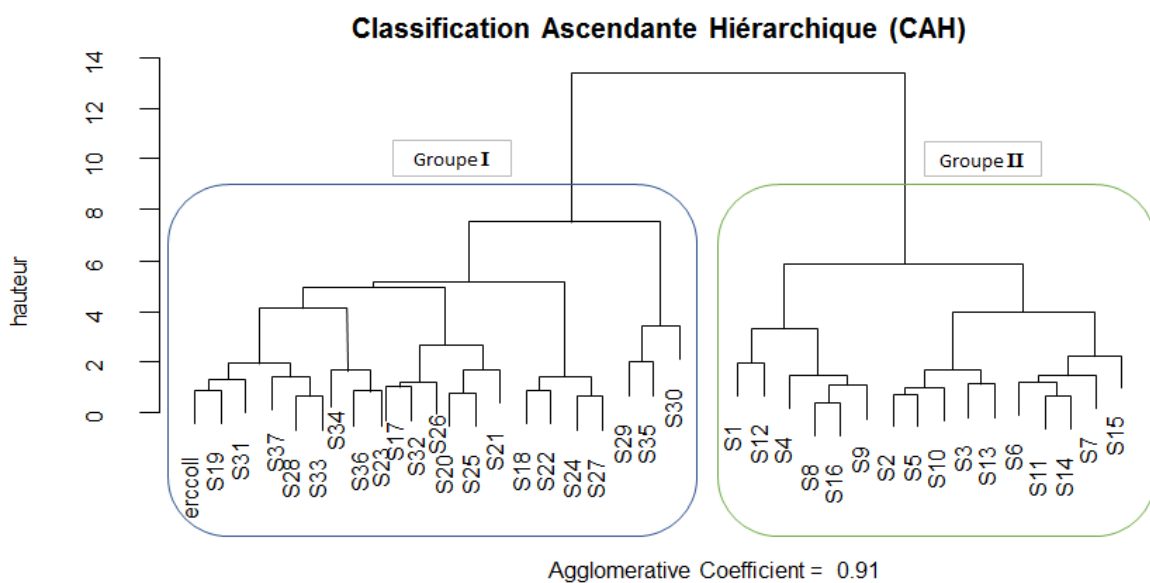 Classification Ascendante Hiérarchique (CAH)
14
12
10
8
6
4
2
0
hauteur
Groupe I
Groupe II
erccoll
S19
S31
S37
S28
S33
S34
S36
S23
S17
S32
S26
S20
S25
S21
S18
S22
S24
S27
S29
S35
S30
S1
S12
S4
S8
S16
S9
S2
S5
S10
S3
S13
S6
S11
S14
S7
S15
Agglomerative Coefficient = 0.91